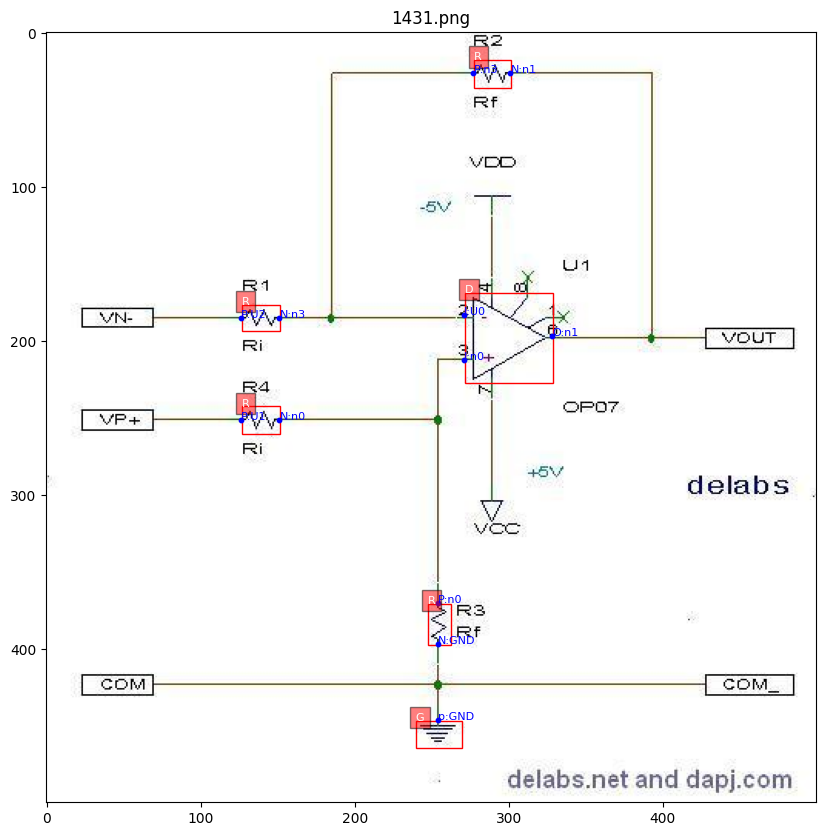 1431.png
0
R2
R
P:n3 N:n1
Rf
VDD
100
-5V
U1
R1
R
D
4
8
VN-
P:U2 N:n3
2 U0 -
1
6
D:n1
VOUT
200
Ri
3
n0 +
R4
R
7
OP07
VP+
P:U1 N:n0
Ri
+5V
delabs
300
VCC
R
P:n0
R3
Rf
N:GND
400
COM
COM_
G
p:GND
delabs.net and dapj.com
0 100 200 300 400